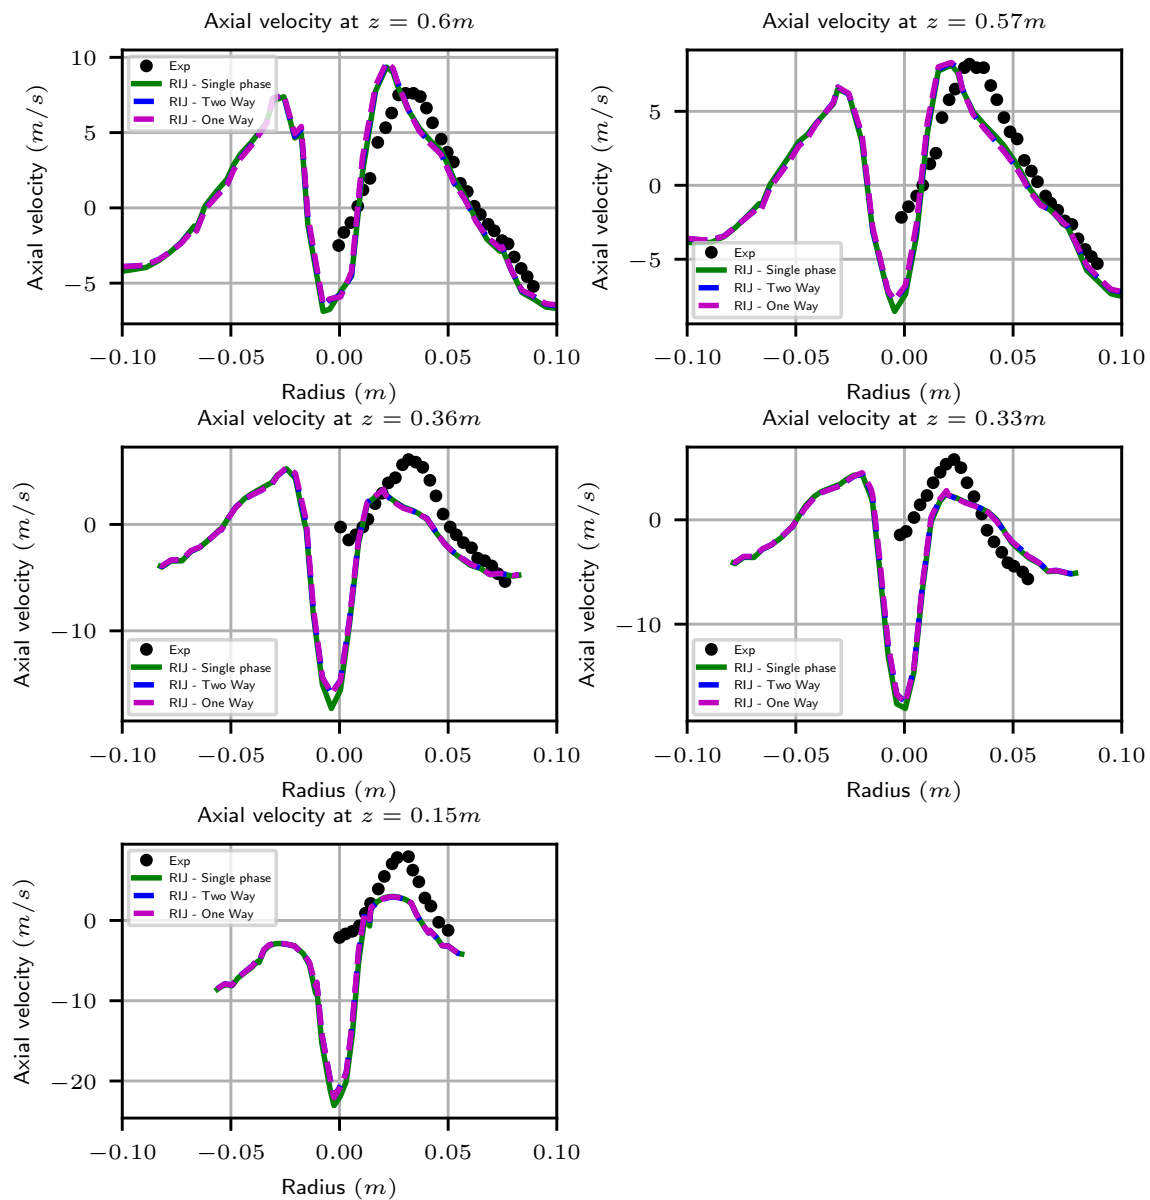 Axial velocity at z = 0.6m
Axial velocity (m/s)
10
5
0
−5
Exp
RIJ - Single phase
RIJ - Two Way
RIJ - One Way
−0.10 −0.05 0.00 0.05 0.10
Radius (m)
Axial velocity at z = 0.57m
Axial velocity (m/s)
5
0
−5
Exp
RIJ - Single phase
RIJ - Two Way
RIJ - One Way
−0.10 −0.05 0.00 0.05 0.10
Radius (m)
Axial velocity at z = 0.36m
Axial velocity (m/s)
0
−10
Exp
RIJ - Single phase
RIJ - Two Way
RIJ - One Way
−0.10 −0.05 0.00 0.05 0.10
Radius (m)
Axial velocity at z = 0.33m
Axial velocity (m/s)
0
−10
Exp
RIJ - Single phase
RIJ - Two Way
RIJ - One Way
−0.10 −0.05 0.00 0.05 0.10
Radius (m)
Axial velocity at z = 0.15m
Axial velocity (m/s)
0
−10
−20
Exp
RIJ - Single phase
RIJ - Two Way
RIJ - One Way
−0.10 −0.05 0.00 0.05 0.10
Radius (m)